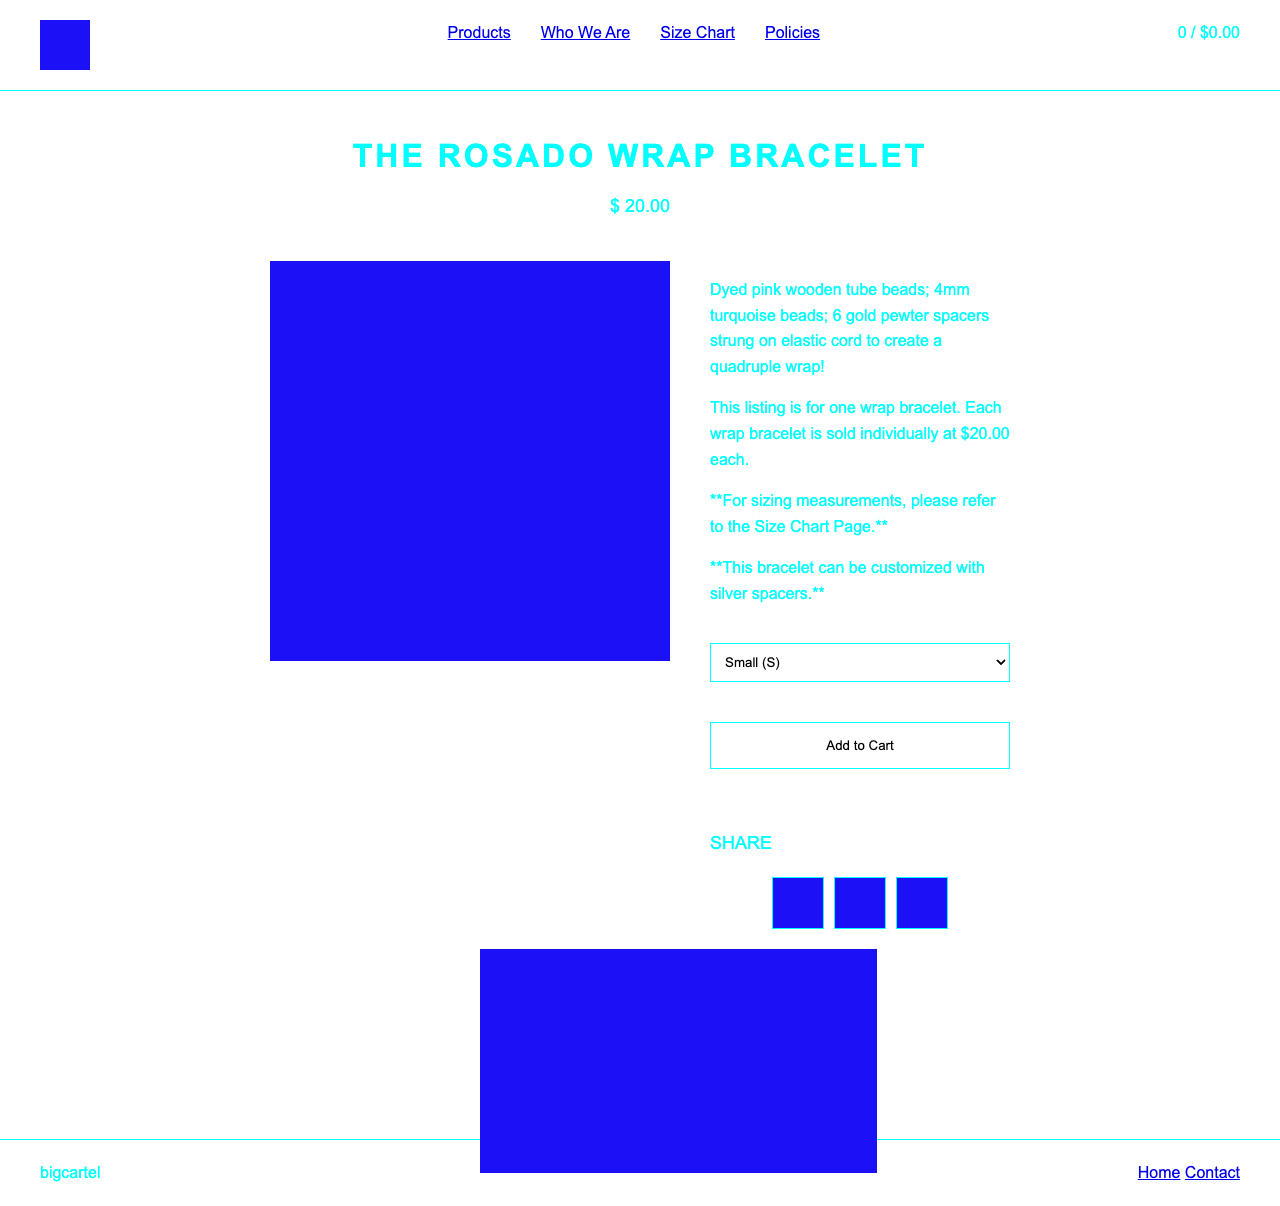 Products Who We Are Size Chart Policies 0 / $0.00
THE ROSADO WRAP BRACELET
$ 20.00
Dyed pink wooden tube beads; 4mm
turquoise beads; 6 gold pewter spacers
strung on elastic cord to create a
quadruple wrap!
This listing is for one wrap bracelet. Each
wrap bracelet is sold individually at $20.00
each.
**For sizing measurements, please refer
to the Size Chart Page.**
**This bracelet can be customized with
silver spacers.**
Small (S)
Add to Cart
SHARE
bigcartel Home Contact